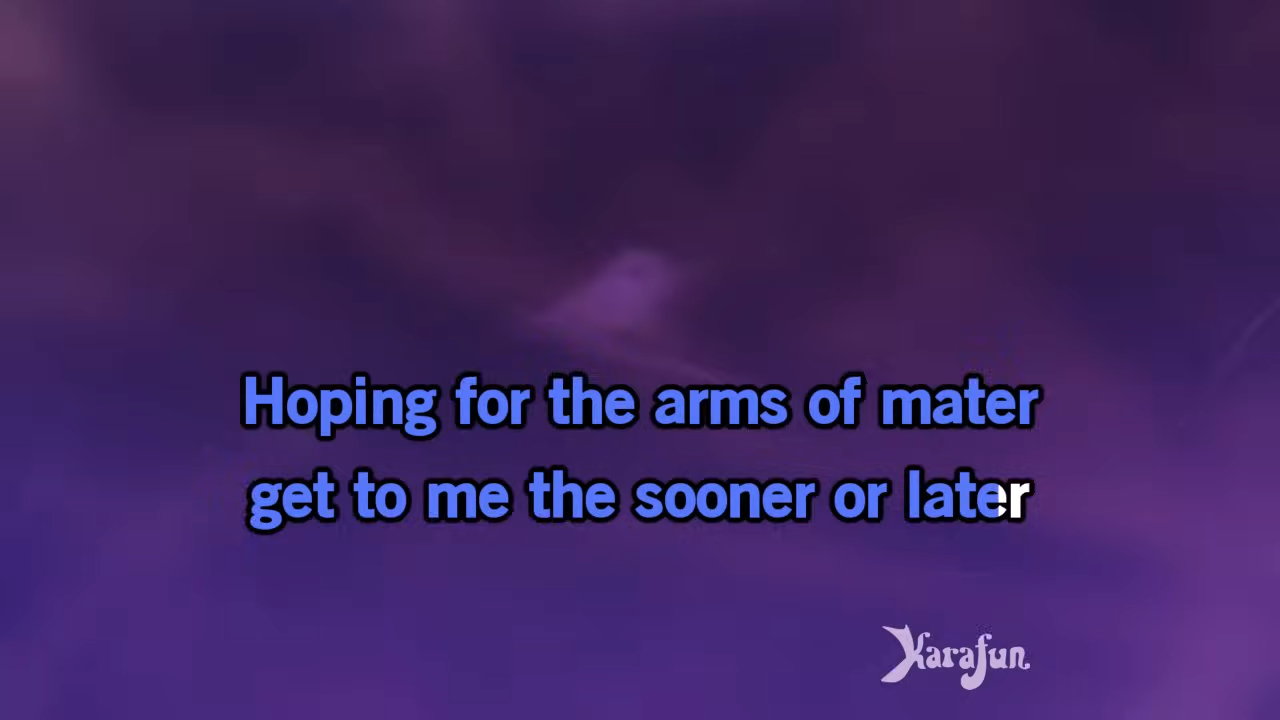 Hoping for the arms of mater
get to me the sooner or later
Karafun